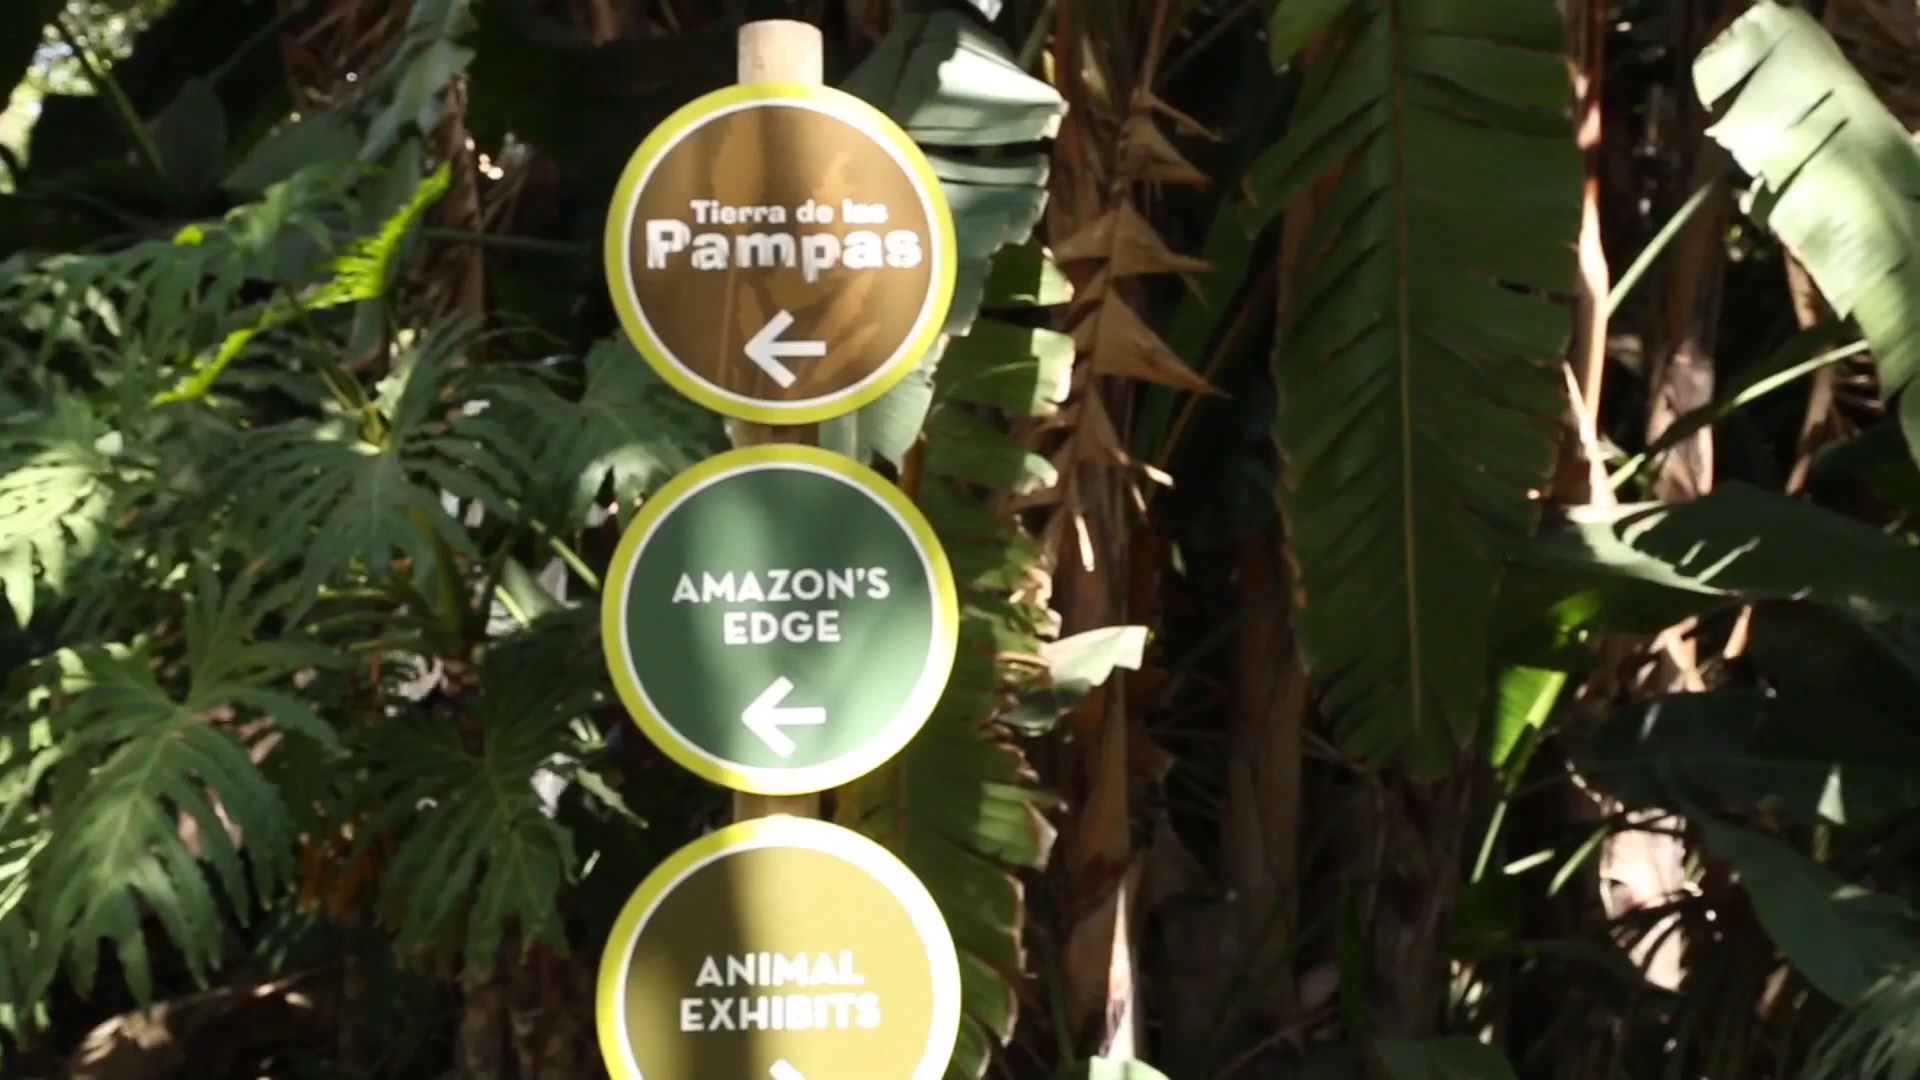 Tierra de las
Pampas
AMAZON'S
EDGE
ANIMAL
EXHIBITS